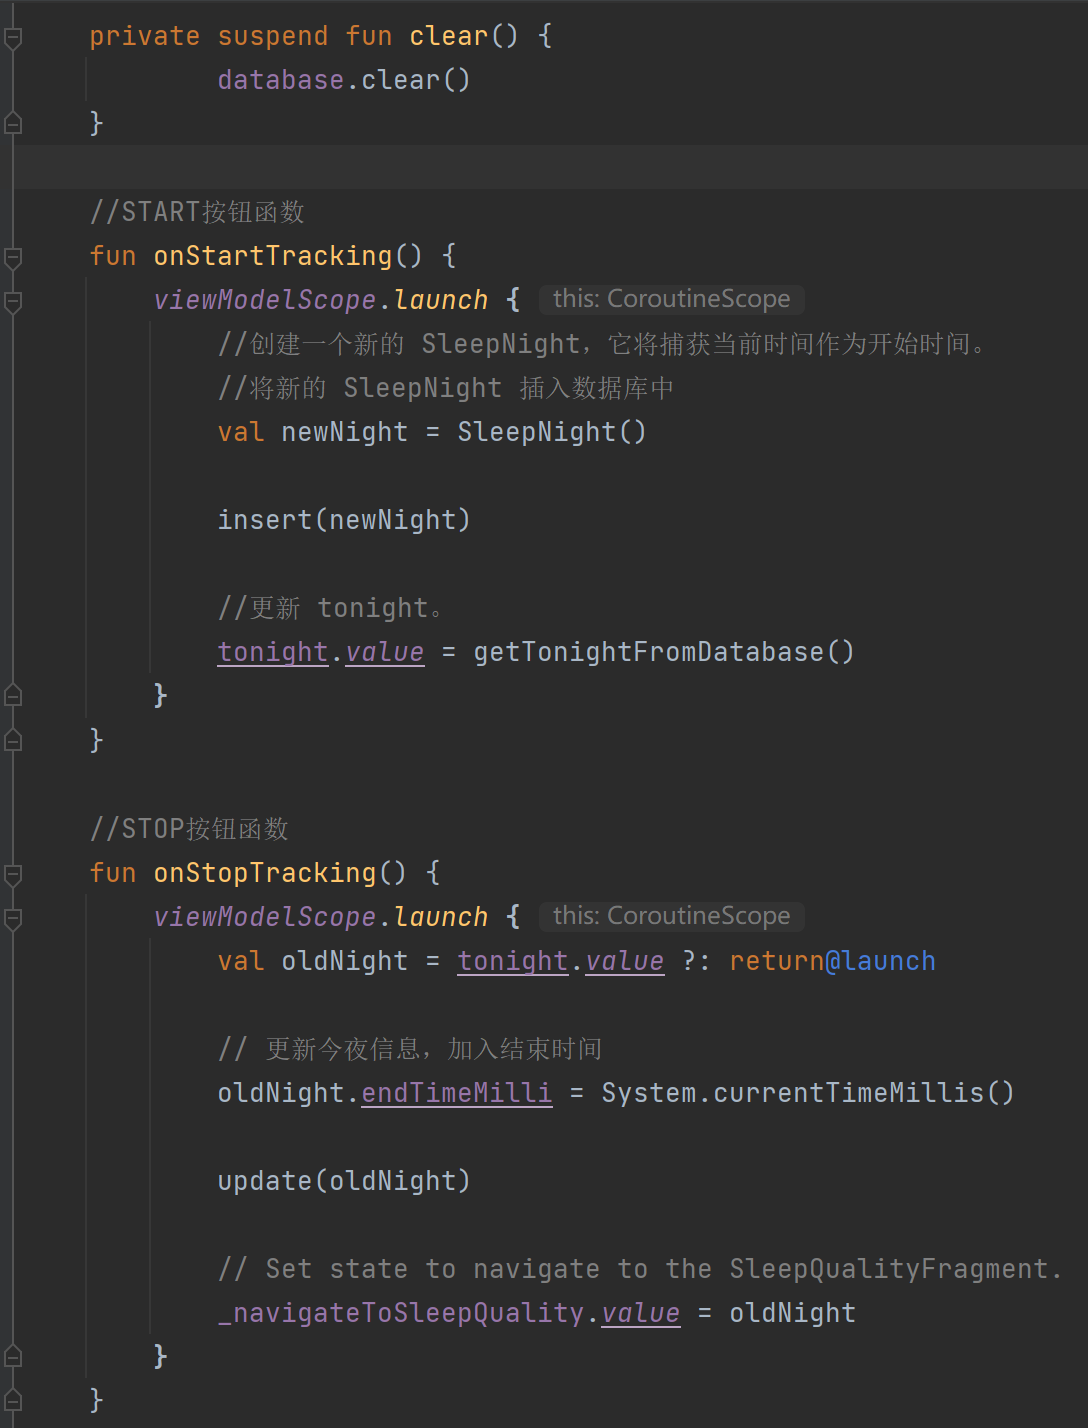 private suspend fun clear() {
database.clear()
}
//START按钮函数
fun onStartTracking() {
viewModelScope.launch { this: CoroutineScope
//创建一个新的 SleepNight，它将捕获当前时间作为开始时间。
//将新的 SleepNight 插入数据库中
val newNight = SleepNight()
insert(newNight)
//更新 tonight。
tonight.value = getTonightFromDatabase()
}
}
//STOP按钮函数
fun onStopTracking() {
viewModelScope.launch { this: CoroutineScope
val oldNight = tonight.value ?: return@launch
// 更新今夜信息，加入结束时间
oldNight.endTimeMilli = System.currentTimeMillis()
update(oldNight)
// Set state to navigate to the SleepQualityFragment.
_navigateToSleepQuality.value = oldNight
}
}